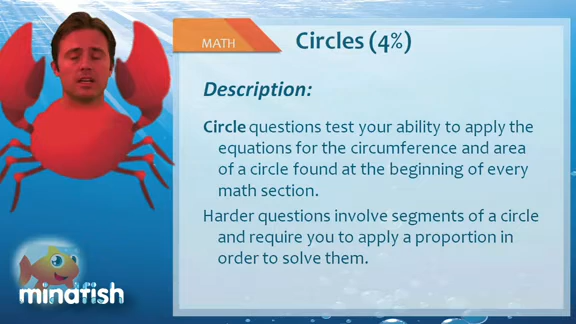 MATH
Circles (4%)
Description:
Circle questions test your ability to apply the
equations for the circumference and area
of a circle found at the beginning of every
math section.
Harder questions involve segments of a circle
and require you to apply a proportion in
order to solve them.
mindfish